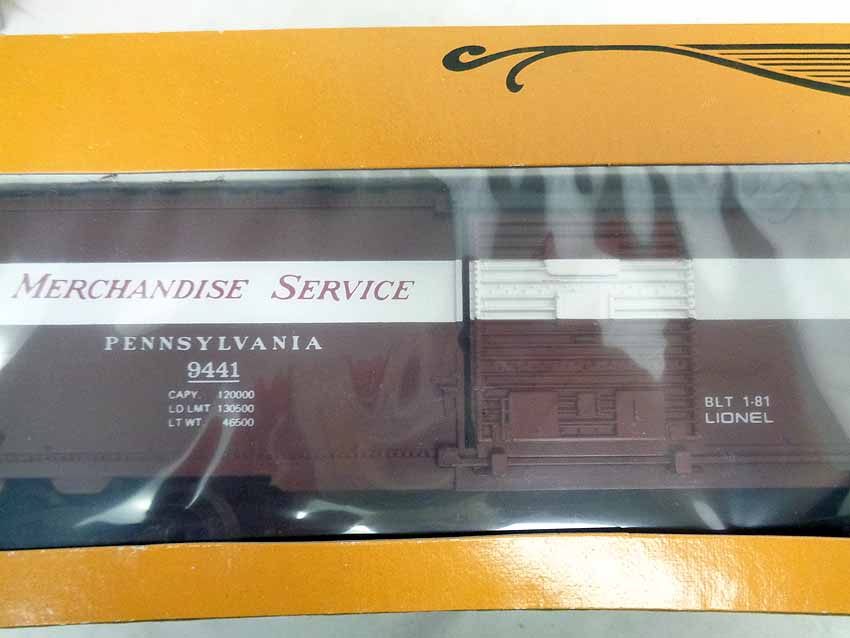 MERCHANDISE SERVICE
PENNSYLVANIA
9441
CAPY. 120000
LD LMT 130500
LT WT. 46500
BLT 1-81
LIONEL